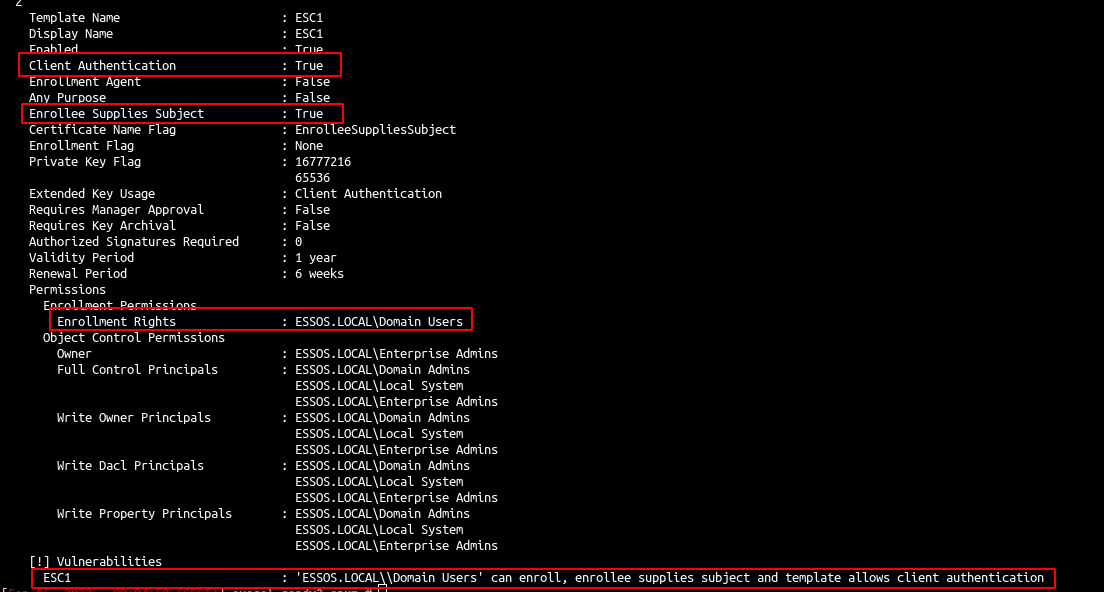 2
Template Name : ESC1
Display Name : ESC1
Enabled : True
Client Authentication : True
Enrollment Agent : False
Any Purpose : False
Enrollee Supplies Subject : True
Certificate Name Flag : EnrolleeSuppliesSubject
Enrollment Flag : None
Private Key Flag : 16777216
65536
Extended Key Usage : Client Authentication
Requires Manager Approval : False
Requires Key Archival : False
Authorized Signatures Required : 0
Validity Period : 1 year
Renewal Period : 6 weeks
Permissions
Enrollment Permissions
Enrollment Rights : ESSOS.LOCAL\Domain Users
Object Control Permissions
Owner : ESSOS.LOCAL\Enterprise Admins
Full Control Principals : ESSOS.LOCAL\Domain Admins
ESSOS.LOCAL\Local System
ESSOS.LOCAL\Enterprise Admins
Write Owner Principals : ESSOS.LOCAL\Domain Admins
ESSOS.LOCAL\Local System
ESSOS.LOCAL\Enterprise Admins
Write Dacl Principals : ESSOS.LOCAL\Domain Admins
ESSOS.LOCAL\Local System
ESSOS.LOCAL\Enterprise Admins
Write Property Principals : ESSOS.LOCAL\Domain Admins
ESSOS.LOCAL\Local System
ESSOS.LOCAL\Enterprise Admins
[!] Vulnerabilities
ESC1 : 'ESSOS.LOCAL\\Domain Users' can enroll, enrollee supplies subject and template allows client authentication